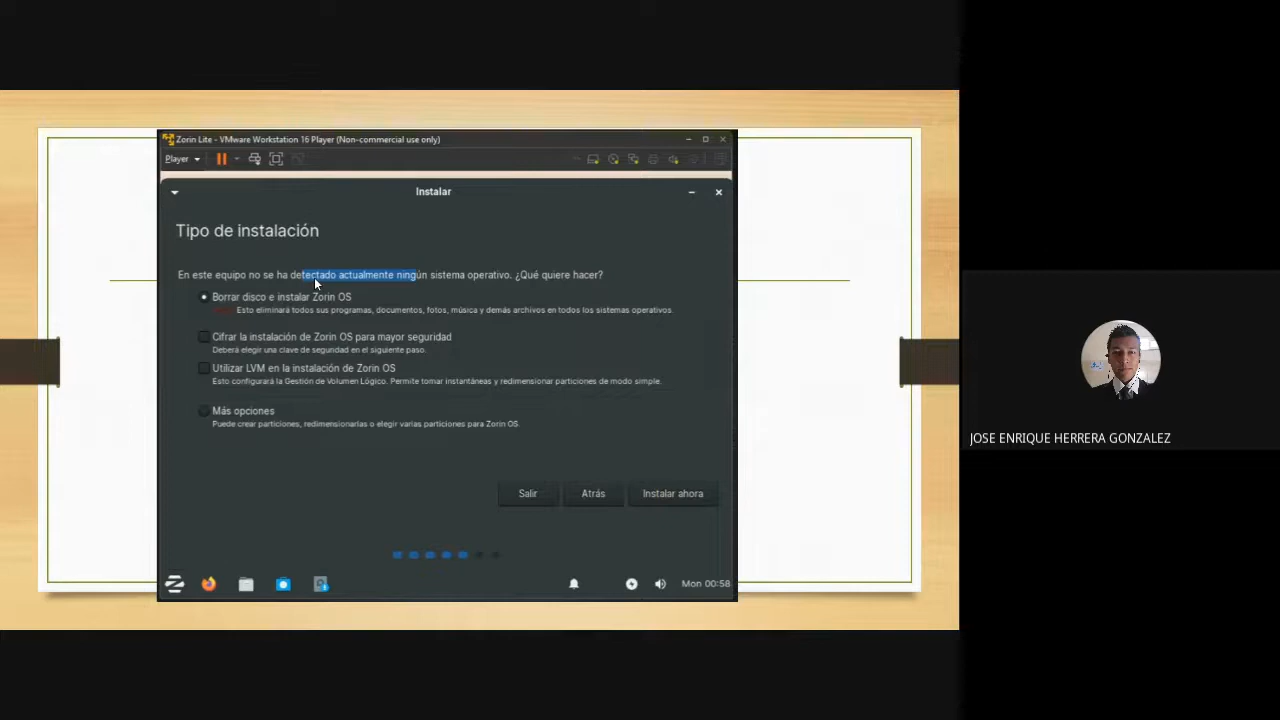 Zorin Lite - VMware Workstation 16 Player (Non-commercial use only)
Player
Instalar
Tipo de instalación
En este equipo no se ha detectado actualmente ningún sistema operativo. ¿Qué quiere hacer?
Borrar disco e instalar Zorin OS
Esto eliminará todos sus programas, documentos, fotos, música y demás archivos en todos los sistemas operativos.
Cifrar la instalación de Zorin OS para mayor seguridad
Deberá elegir una clave de seguridad en el siguiente paso.
Utilizar LVM en la instalación de Zorin OS
Esto configurará la Gestión de Volumen Lógico. Permite tomar instantáneas y redimensionar particiones de modo simple.
Más opciones
Puede crear particiones, redimensionarlas o elegir varias particiones para Zorin OS.
Salir
Atrás
Instalar ahora
Mon 00:58
JOSE ENRIQUE HERRERA GONZALEZ